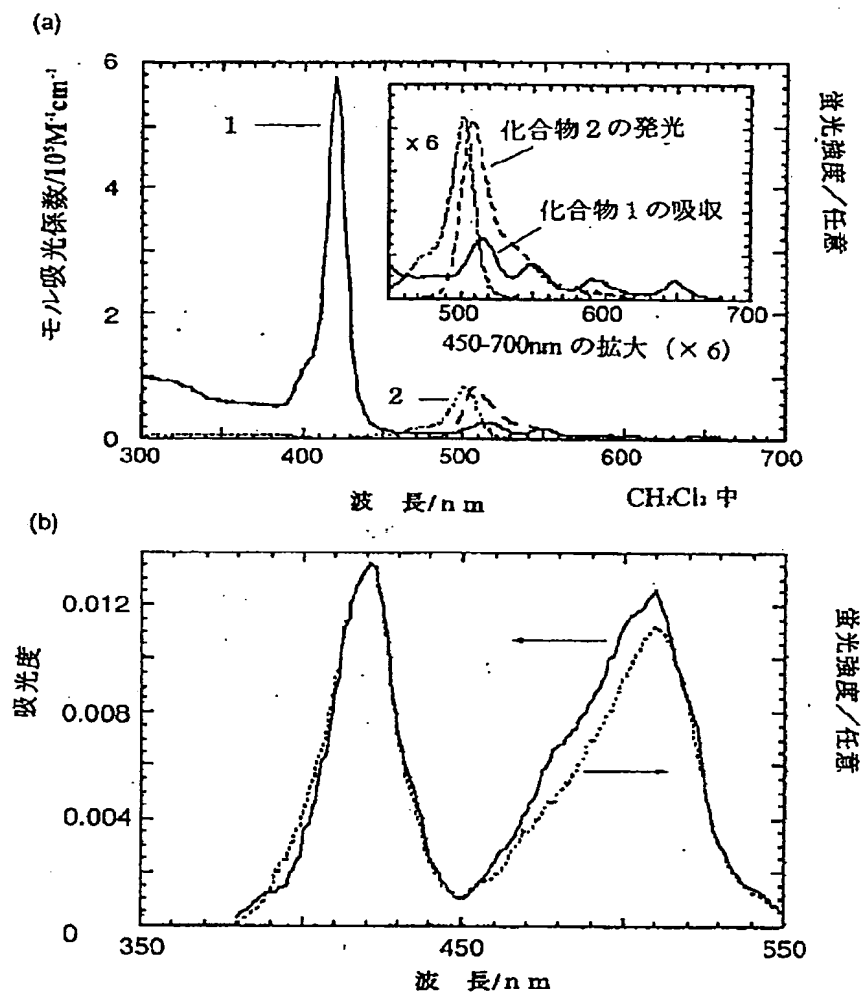 (a)
6
4
2
0
モル吸光係数/10⁵M⁻¹cm⁻¹
1
2
x 6
化合物2の発光
化合物1の吸収
500
600
700
450-700nm の拡大 (×6)
蛍光強度/任意
300
400
500
600
700
波 長/nm
CH₂Cl₂ 中
(b)
0.012
0.008
0.004
0
吸光度
蛍光強度/任意
350
450
550
波 長/nm